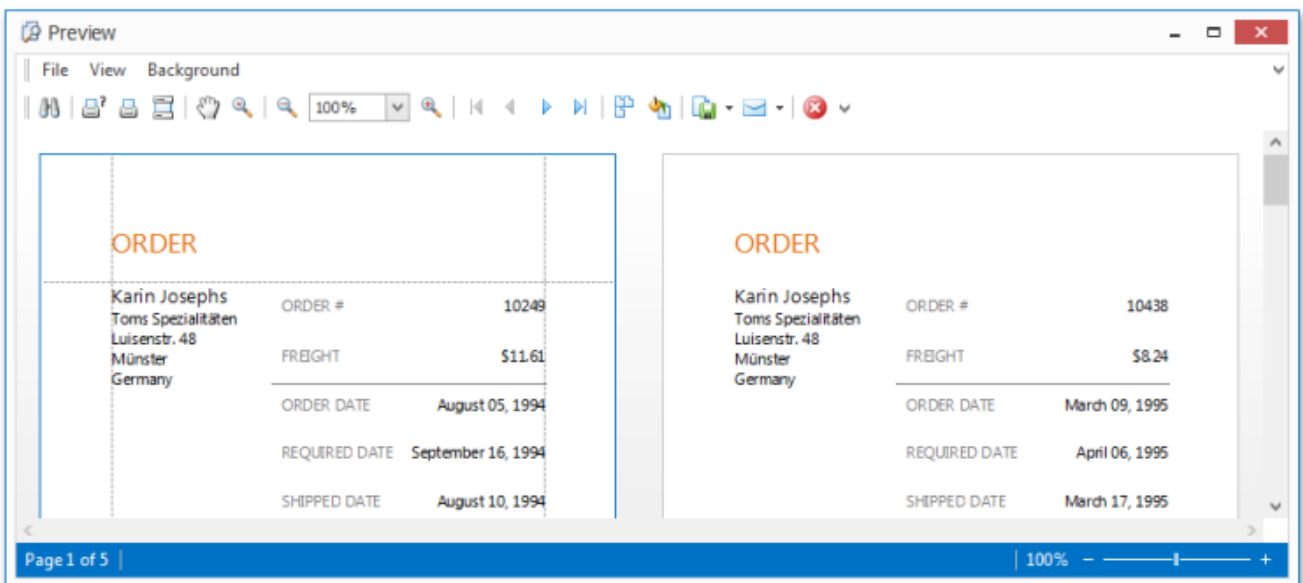 Preview
File View Background
100%
ORDER
Karin Josephs
Toms Spezialitäten
Luisenstr. 48
Münster
Germany
ORDER # 10249
FREIGHT $11.61
ORDER DATE August 05, 1994
REQUIRED DATE September 16, 1994
SHIPPED DATE August 10, 1994
ORDER
Karin Josephs
Toms Spezialitäten
Luisenstr. 48
Münster
Germany
ORDER # 10438
FREIGHT $8.24
ORDER DATE March 09, 1995
REQUIRED DATE April 06, 1995
SHIPPED DATE March 17, 1995
Page 1 of 5
100%